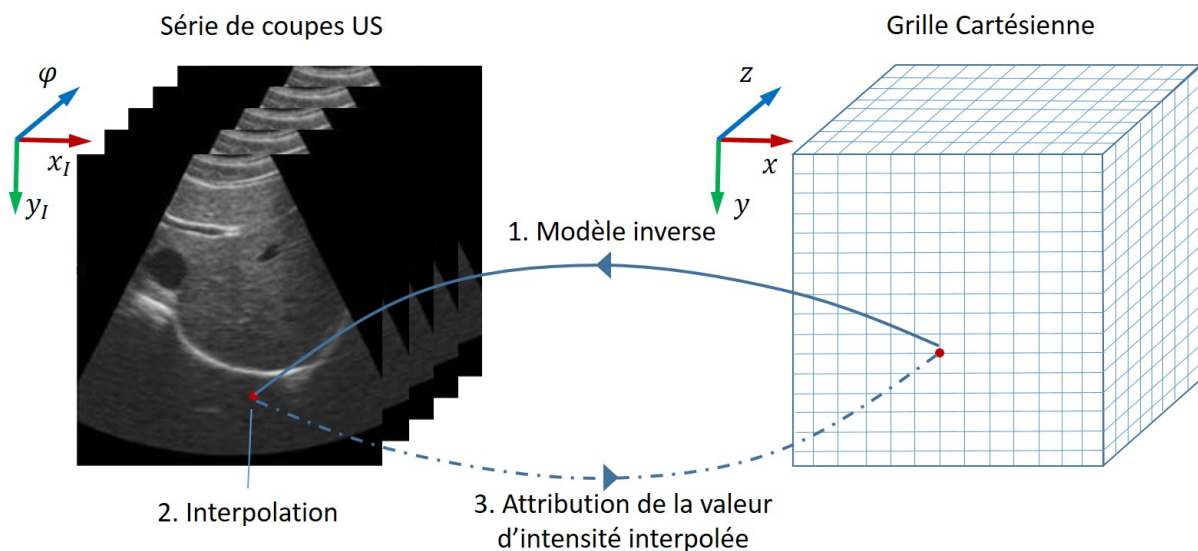 Série de coupes US
Grille Cartésienne
φ
x_I
y_I
z
x
y
1. Modèle inverse
2. Interpolation
3. Attribution de la valeur
d'intensité interpolée